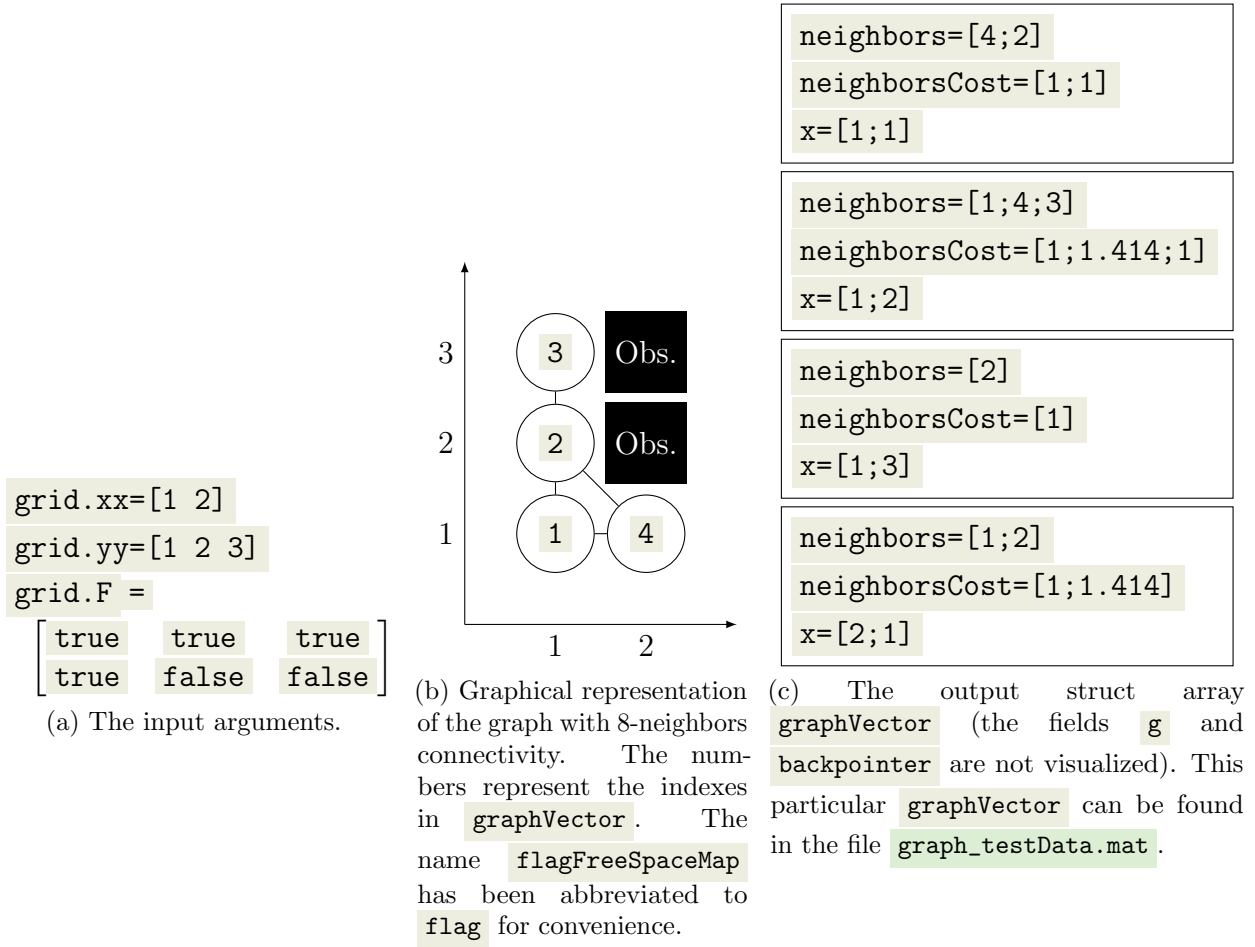 grid.xx=[1 2]
grid.yy=[1 2 3]
grid.F =
[ true true true
true false false ]
(a) The input arguments.
3
2
1
1
2
3
Obs.
2
Obs.
1
4
(b) Graphical representation
of the graph with 8-neighbors
connectivity. The num-
bers represent the indexes
in graphVector. The
name flagFreeSpaceMap
has been abbreviated to
flag for convenience.
neighbors=[4;2]
neighborsCost=[1;1]
x=[1;1]
neighbors=[1;4;3]
neighborsCost=[1;1.414;1]
x=[1;2]
neighbors=[2]
neighborsCost=[1]
x=[1;3]
neighbors=[1;2]
neighborsCost=[1;1.414]
x=[2;1]
(c) The output struct array
graphVector (the fields g and
backpointer are not visualized). This
particular graphVector can be found
in the file graph_testData.mat.